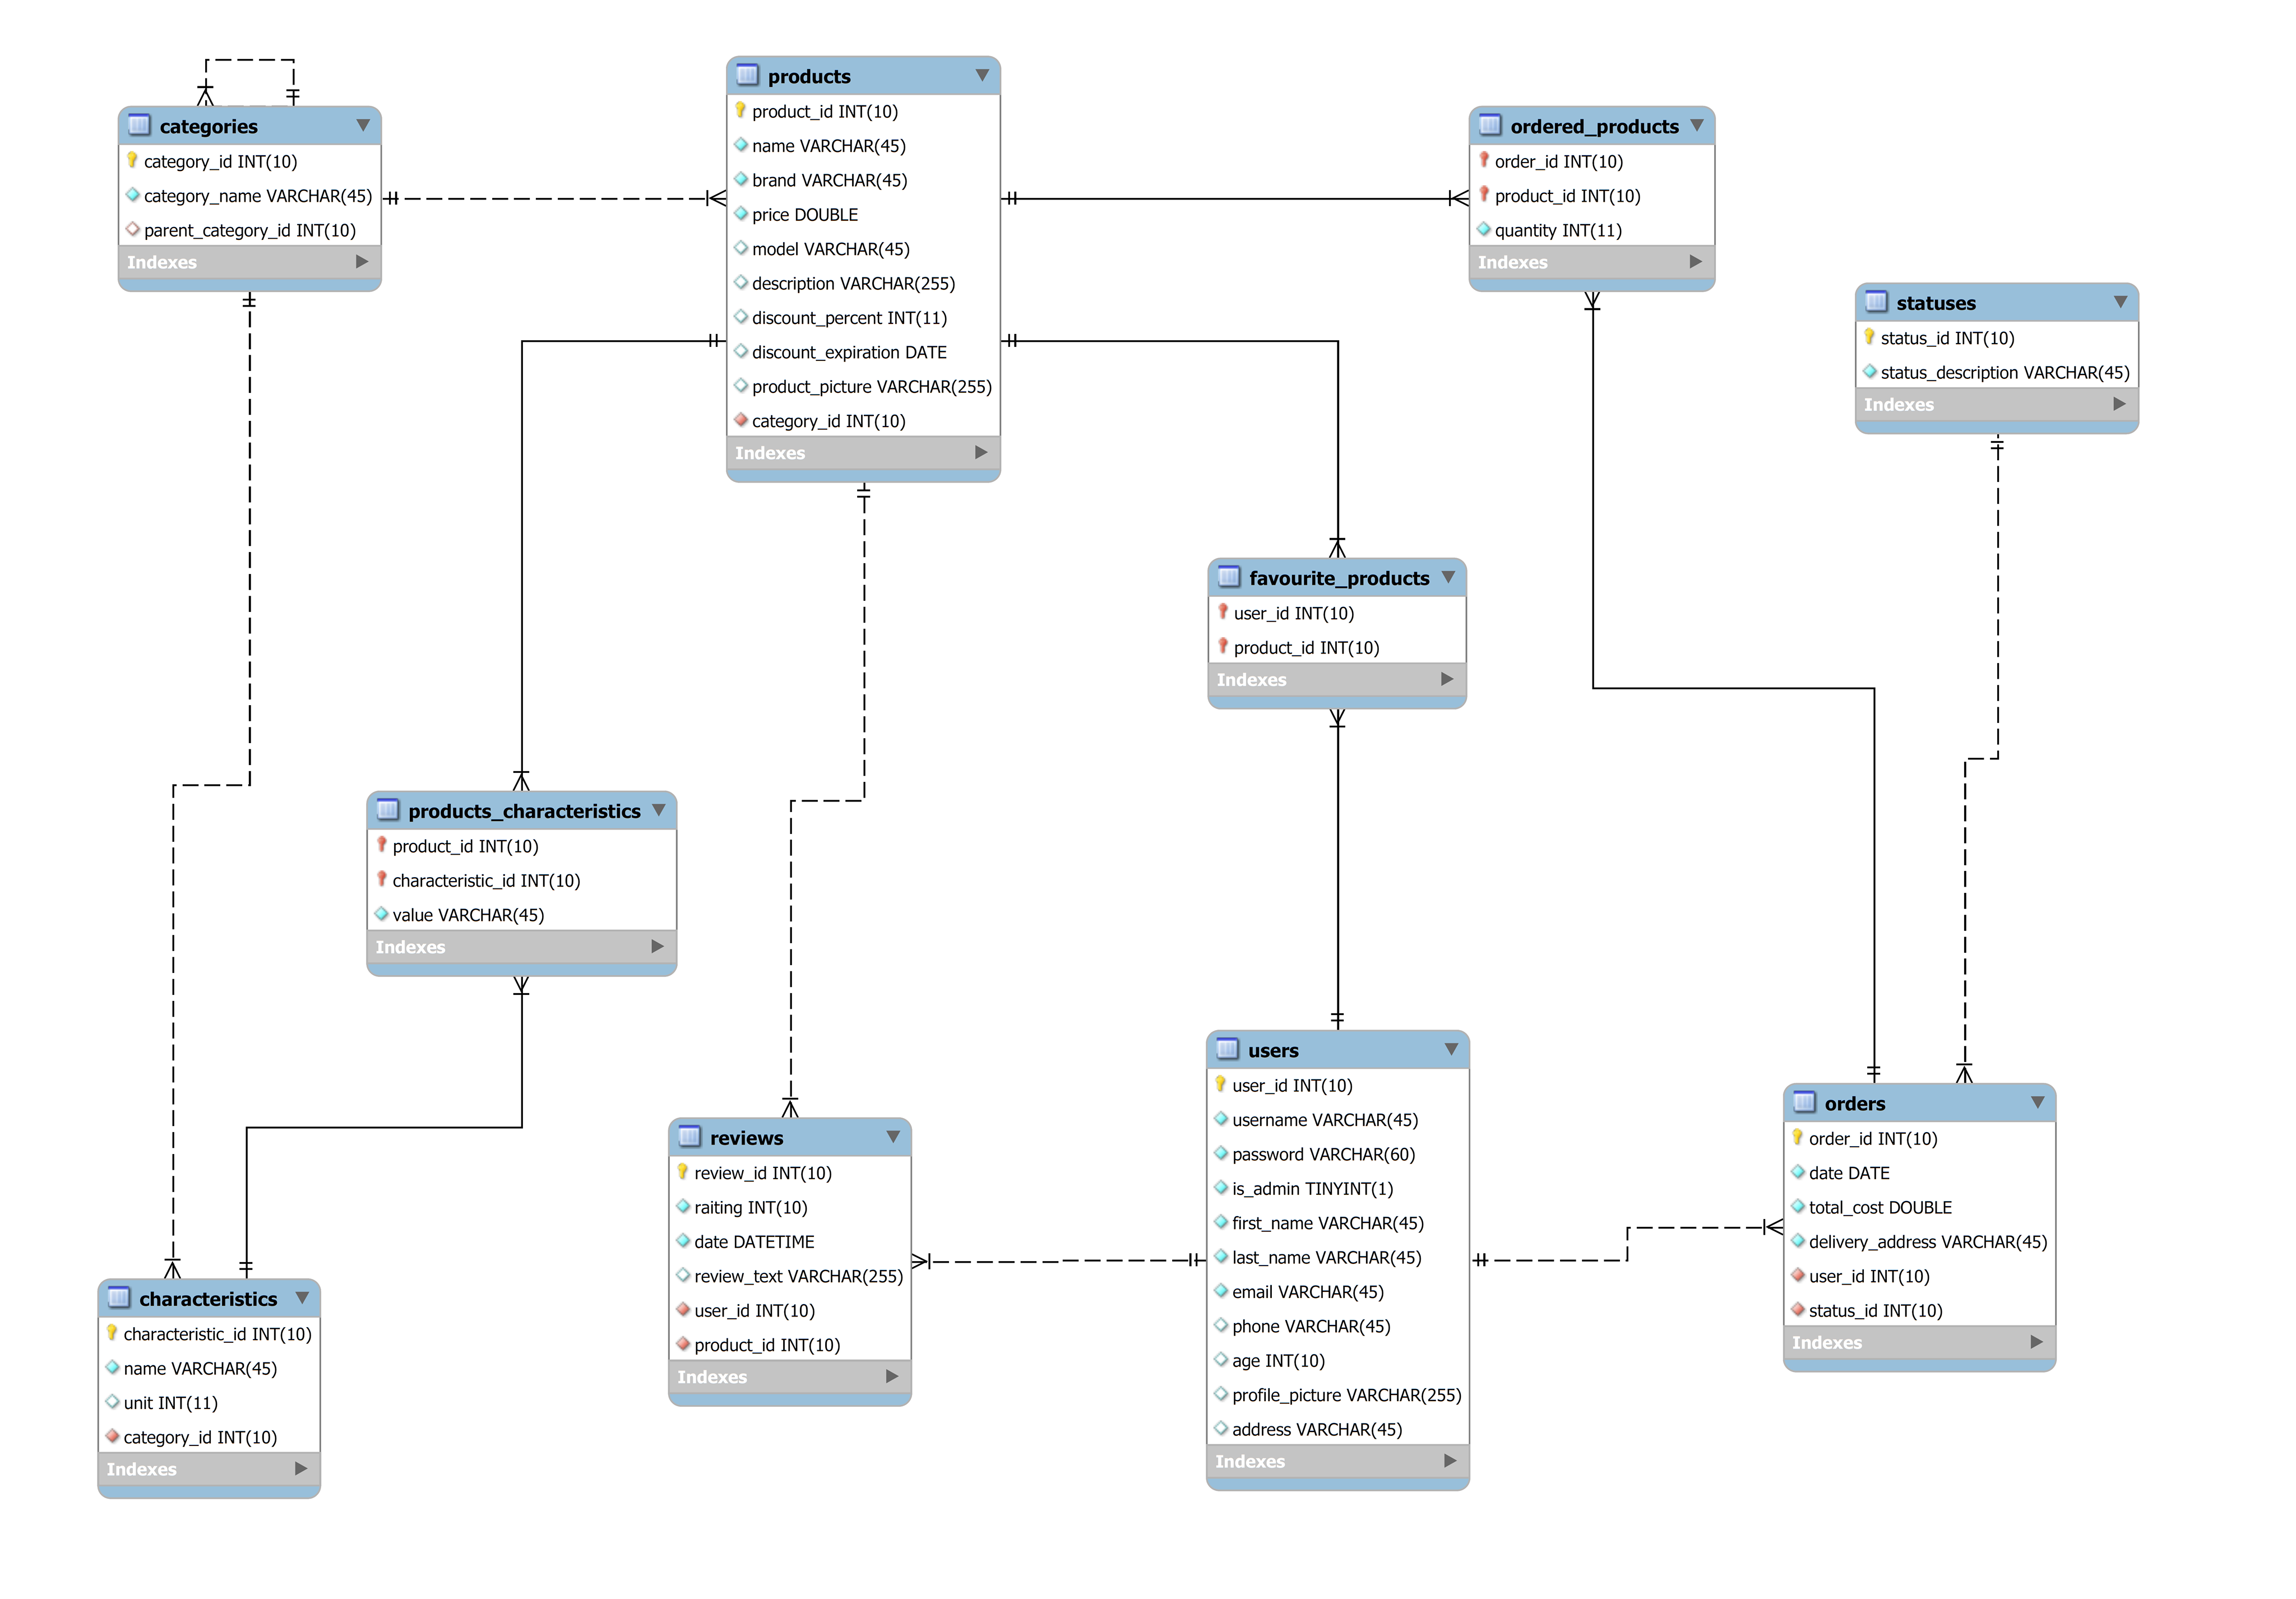 categories
category_id INT(10)
category_name VARCHAR(45)
parent_category_id INT(10)
Indexes
products
product_id INT(10)
name VARCHAR(45)
brand VARCHAR(45)
price DOUBLE
model VARCHAR(45)
description VARCHAR(255)
discount_percent INT(11)
discount_expiration DATE
product_picture VARCHAR(255)
category_id INT(10)
Indexes
ordered_products
order_id INT(10)
product_id INT(10)
quantity INT(11)
Indexes
statuses
status_id INT(10)
status_description VARCHAR(45)
Indexes
favourite_products
user_id INT(10)
product_id INT(10)
Indexes
products_characteristics
product_id INT(10)
characteristic_id INT(10)
value VARCHAR(45)
Indexes
characteristics
characteristic_id INT(10)
name VARCHAR(45)
unit INT(11)
category_id INT(10)
Indexes
reviews
review_id INT(10)
raiting INT(10)
date DATETIME
review_text VARCHAR(255)
user_id INT(10)
product_id INT(10)
Indexes
users
user_id INT(10)
username VARCHAR(45)
password VARCHAR(60)
is_admin TINYINT(1)
first_name VARCHAR(45)
last_name VARCHAR(45)
email VARCHAR(45)
phone VARCHAR(45)
age INT(10)
profile_picture VARCHAR(255)
address VARCHAR(45)
Indexes
orders
order_id INT(10)
date DATE
total_cost DOUBLE
delivery_address VARCHAR(45)
user_id INT(10)
status_id INT(10)
Indexes